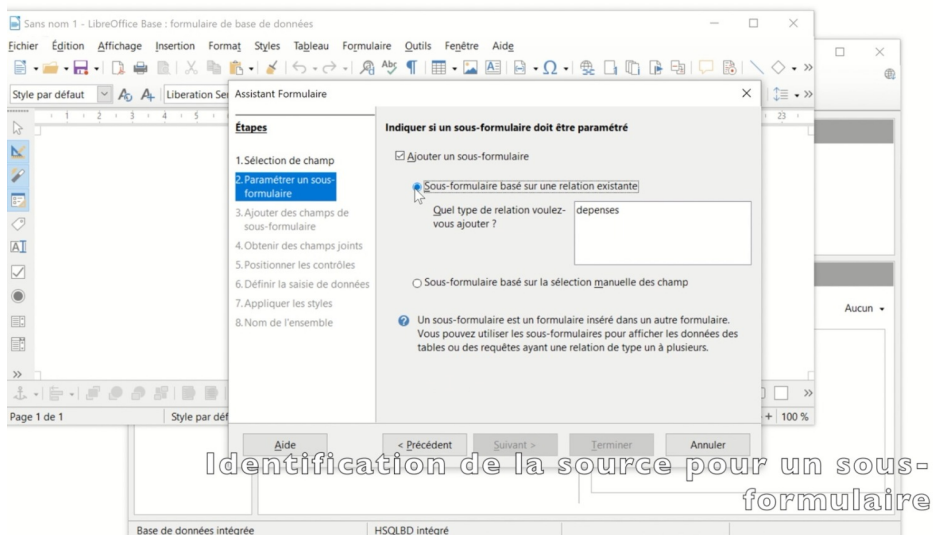 Sans nom 1 - LibreOffice Base : formulaire de base de données
Fichier Édition Affichage Insertion Format Styles Tableau Formulaire Outils Fenêtre Aide
Style par défaut
Liberation Se
Assistant Formulaire
1 2 3 4 5 23
Étapes
1. Sélection de champ
2. Paramétrer un sous-
formulaire
3. Ajouter des champs de
sous-formulaire
4. Obtenir des champs joints
5. Positionner les contrôles
6. Définir la saisie de données
7. Appliquer les styles
8. Nom de l'ensemble
Indiquer si un sous-formulaire doit être paramétré
Ajouter un sous-formulaire
Sous-formulaire basé sur une relation existante
Quel type de relation voulez-
vous ajouter ?
depenses
Sous-formulaire basé sur la sélection manuelle des champ
Un sous-formulaire est un formulaire inséré dans un autre formulaire.
Vous pouvez utiliser les sous-formulaires pour afficher les données des
tables ou des requêtes ayant une relation de type un à plusieurs.
Aucun
Page 1 de 1
Style par déf
100 %
Aide
< Précédent
Suivant >
Terminer
Annuler
Identification de la source pour un sous-
formulaire
Base de données intégrée
HSQLBD intégré